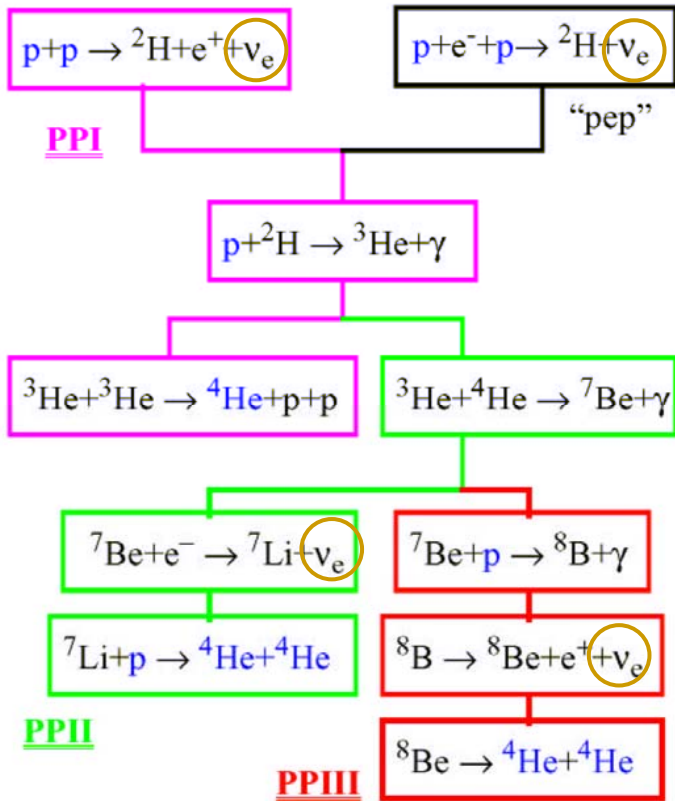 p+p → ²H+e⁺+νₑ
p+e⁻+p→ ²H+νₑ
PPI
“pep”
p+²H → ³He+γ
³He+³He → ⁴He+p+p
³He+⁴He → ⁷Be+γ
⁷Be+e⁻ → ⁷Li+νₑ
⁷Be+p → ⁸B+γ
⁷Li+p → ⁴He+⁴He
⁸B → ⁸Be+e⁺+νₑ
PPII
⁸Be → ⁴He+⁴He
PPIII